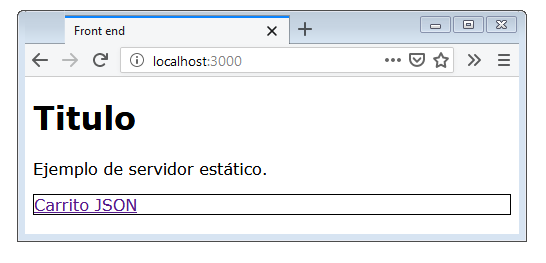 Front end
localhost:3000
Titulo
Ejemplo de servidor estático.
Carrito JSON